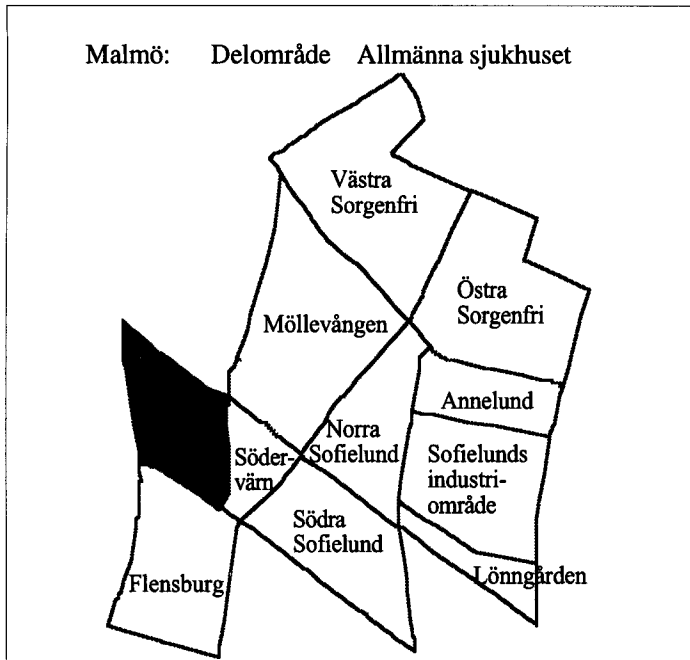 Malmö: Delområde Allmänna sjukhuset
Västra
Sorgenfri
Östra
Sorgenfri
Möllevången
Annelund
Norra
Sofielund
Söder-
värn
Sofielunds
industri-
område
Södra
Sofielund
Lönngården
Flensburg